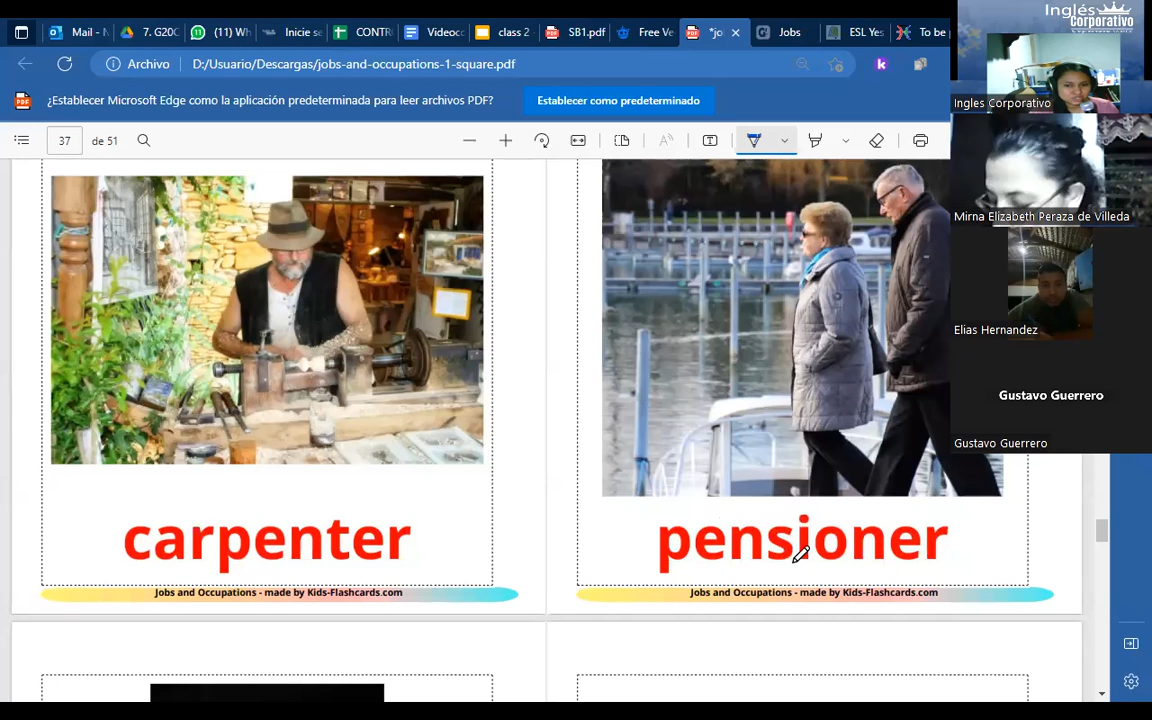 Mail - N
7. G20C
(11) Wh
Inicie se
CONTR
Videoco
class 2 -
SB1.pdf
Free Ve
*jo
Jobs
ESL Yes
To be p
Archivo
D:/Usuario/Descargas/jobs-and-occupations-1-square.pdf
¿Establecer Microsoft Edge como la aplicación predeterminada para leer archivos PDF?
Establecer como predeterminado
37 de 51
carpenter
Jobs and Occupations - made by Kids-Flashcards.com
pensioner
Jobs and Occupations - made by Kids-Flashcards.com
Inglés
Corporativo
Ingles Corporativo
Mirna Elizabeth Peraza de Villeda
Elias Hernandez
Gustavo Guerrero
Gustavo Guerrero